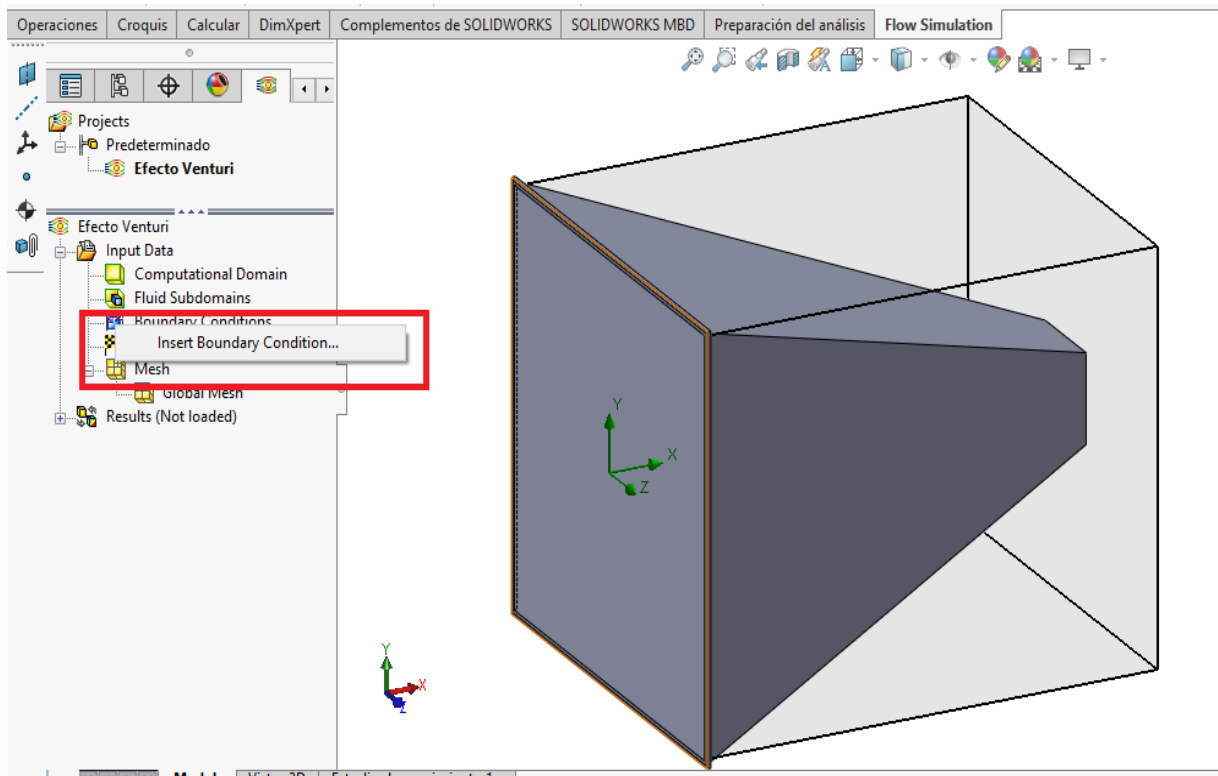 Operaciones Croquis Calcular DimXpert Complementos de SOLIDWORKS SOLIDWORKS MBD Preparación del análisis Flow Simulation
Projects
Predeterminado
Efecto Venturi
Efecto Venturi
Input Data
Computational Domain
Fluid Subdomains
Boundary Conditions
Insert Boundary Condition...
Mesh
Global Mesh
Results (Not loaded)
Y
X
Z
Y
X
Z